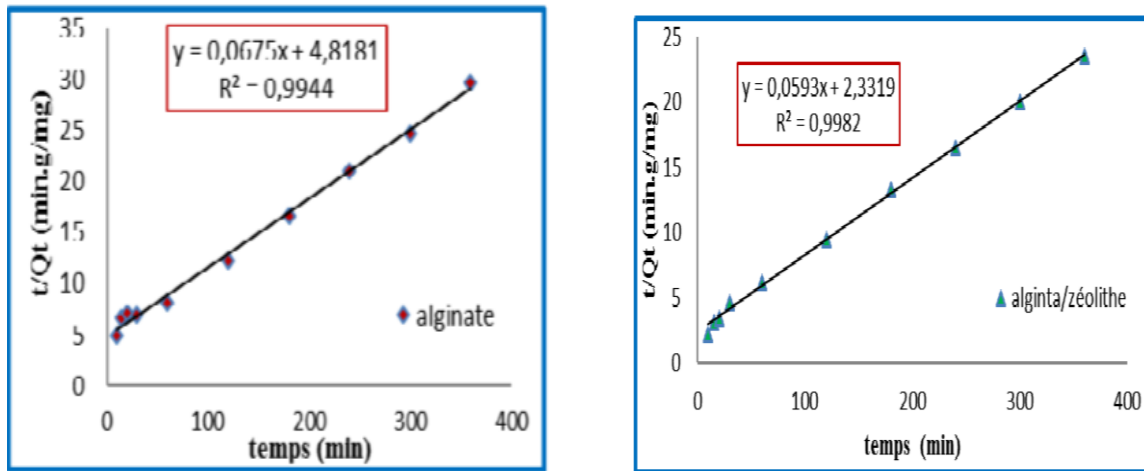 35
30
25
20
15
10
5
0
t/Qt (min.g/mg)
y = 0,0675x + 4,8181
R² = 0,9944
alginate
0 100 200 300 400
temps (min)
25
20
15
10
5
0
t/Qt (min.g/mg)
y = 0,0593x + 2,3319
R² = 0,9982
alginta/zéolithe
0 100 200 300 400
temps (min)